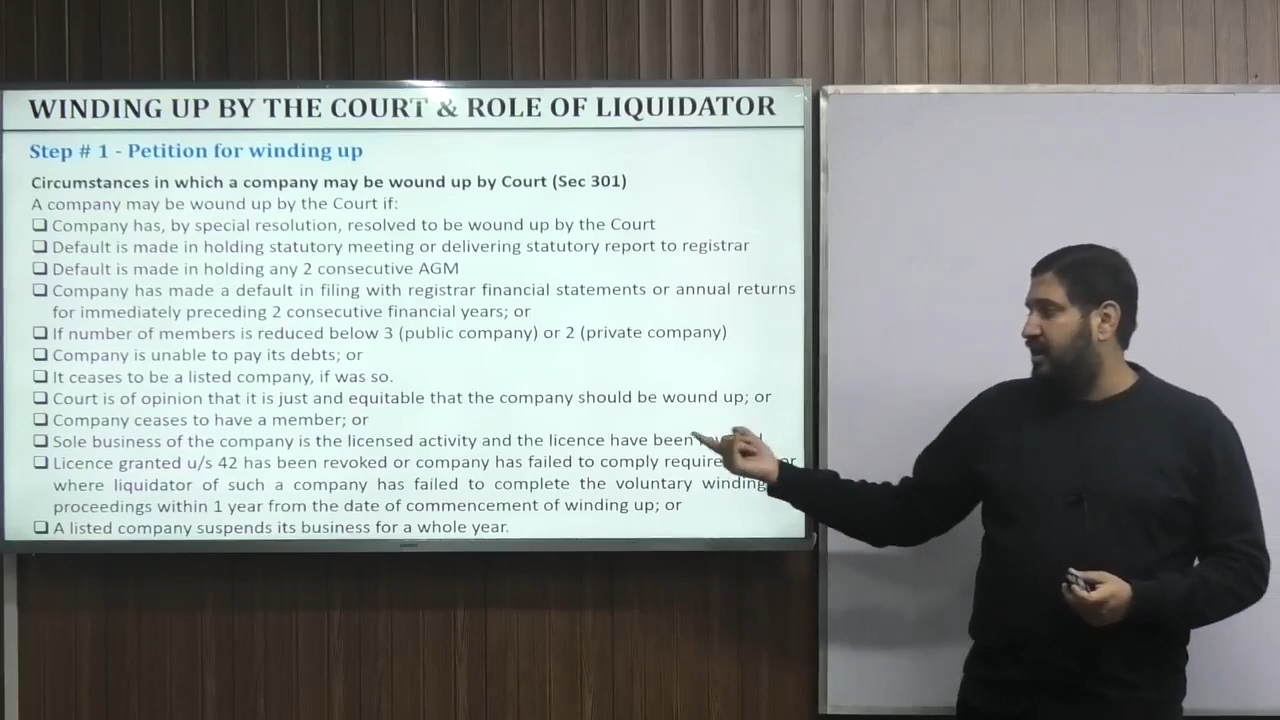 WINDING UP BY THE COURT & ROLE OF LIQUIDATOR
Step # 1 - Petition for winding up
Circumstances in which a company may be wound up by Court (Sec 301)
A company may be wound up by the Court if:
❑ Company has, by special resolution, resolved to be wound up by the Court
❑ Default is made in holding statutory meeting or delivering statutory report to registrar
❑ Default is made in holding any 2 consecutive AGM
❑ Company has made a default in filing with registrar financial statements or annual returns
for immediately preceding 2 consecutive financial years; or
❑ If number of members is reduced below 3 (public company) or 2 (private company)
❑ Company is unable to pay its debts; or
❑ It ceases to be a listed company, if was so.
❑ Court is of opinion that it is just and equitable that the company should be wound up; or
❑ Company ceases to have a member; or
❑ Sole business of the company is the licensed activity and the licence have been
❑ Licence granted u/s 42 has been revoked or company has failed to comply or
where liquidator of such a company has failed to complete the voluntary winding
proceedings within 1 year from the date of commencement of winding up; or
❑ A listed company suspends its business for a whole year.